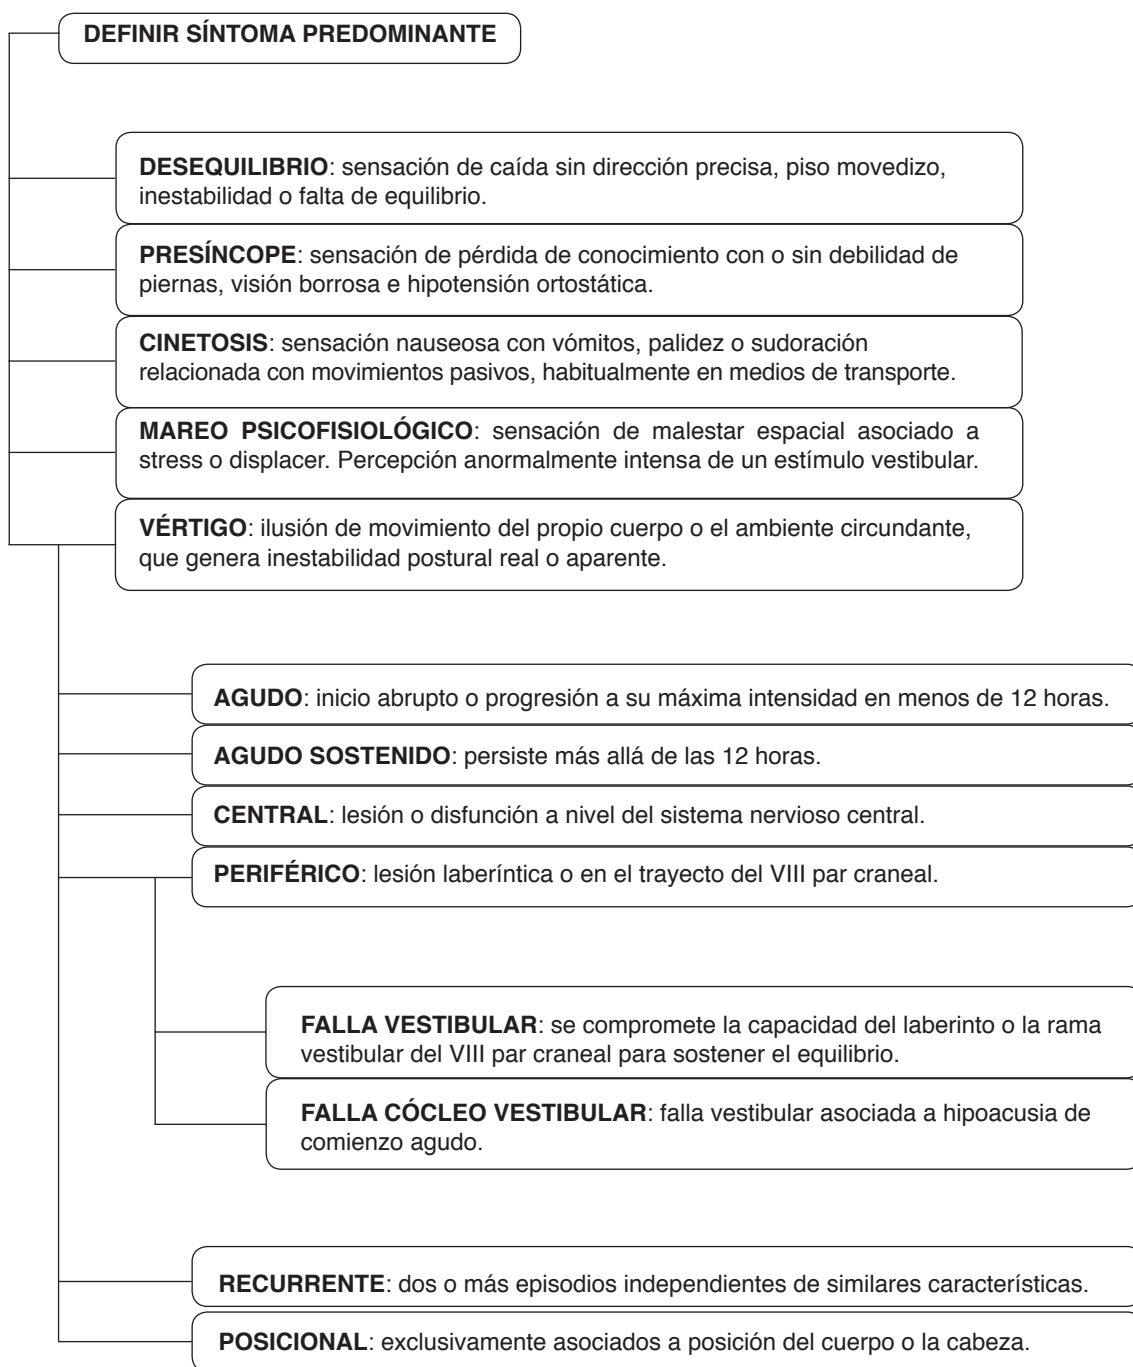 DEFINIR SÍNTOMA PREDOMINANTE
DESEQUILIBRIO: sensación de caída sin dirección precisa, piso movedizo,
inestabilidad o falta de equilibrio.
PRESÍNCOPE: sensación de pérdida de conocimiento con o sin debilidad de
piernas, visión borrosa e hipotensión ortostática.
CINETOSIS: sensación nauseosa con vómitos, palidez o sudoración
relacionada con movimientos pasivos, habitualmente en medios de transporte.
MAREO PSICOFISIOLÓGICO: sensación de malestar espacial asociado a
stress o displacer. Percepción anormalmente intensa de un estímulo vestibular.
VÉRTIGO: ilusión de movimiento del propio cuerpo o el ambiente circundante,
que genera inestabilidad postural real o aparente.
AGUDO: inicio abrupto o progresión a su máxima intensidad en menos de 12 horas.
AGUDO SOSTENIDO: persiste más allá de las 12 horas.
CENTRAL: lesión o disfunción a nivel del sistema nervioso central.
PERIFÉRICO: lesión laberíntica o en el trayecto del VIII par craneal.
FALLA VESTIBULAR: se compromete la capacidad del laberinto o la rama
vestibular del VIII par craneal para sostener el equilibrio.
FALLA CÓCLEO VESTIBULAR: falla vestibular asociada a hipoacusia de
comienzo agudo.
RECURRENTE: dos o más episodios independientes de similares características.
POSICIONAL: exclusivamente asociados a posición del cuerpo o la cabeza.